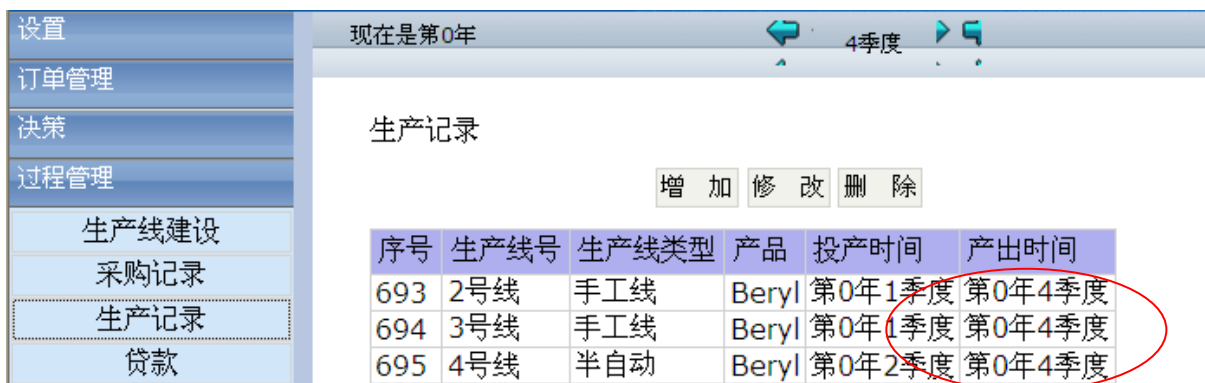 设置
订单管理
决策
过程管理
生产线建设
采购记录
生产记录
贷款
现在是第0年 4季度
生产记录
增 加 修 改 删 除
序号 生产线号 生产线类型 产品 投产时间 产出时间
693 2号线 手工线 Beryl 第0年1季度 第0年4季度
694 3号线 手工线 Beryl 第0年1季度 第0年4季度
695 4号线 半自动 Beryl 第0年2季度 第0年4季度